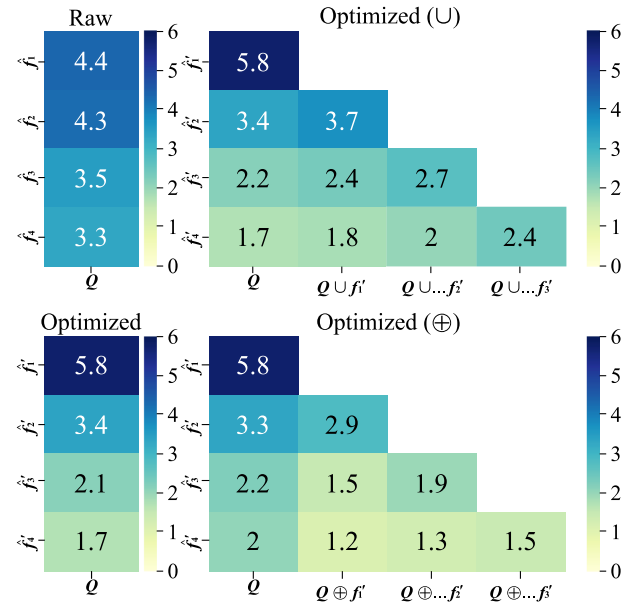 Raw
6
5
4
3
2
1
0
f̂₁ 4.4
f̂₂ 4.3
f̂₃ 3.5
f̂₄ 3.3
Q
Optimized (∪)
6
5
4
3
2
1
0
f̂₁′ 5.8
f̂₂′ 3.4 3.7
f̂₃′ 2.2 2.4 2.7
f̂₄′ 1.7 1.8 2 2.4
Q Q ∪ f₁′ Q ∪...f₂′ Q ∪...f₃′
Optimized
6
5
4
3
2
1
0
f̂₁′ 5.8
f̂₂′ 3.4
f̂₃′ 2.1
f̂₄′ 1.7
Q
Optimized (⊕)
6
5
4
3
2
1
0
f̂₁′ 5.8
f̂₂′ 3.3 2.9
f̂₃′ 2.2 1.5 1.9
f̂₄′ 2 1.2 1.3 1.5
Q Q ⊕ f₁′ Q ⊕...f₂′ Q ⊕...f₃′